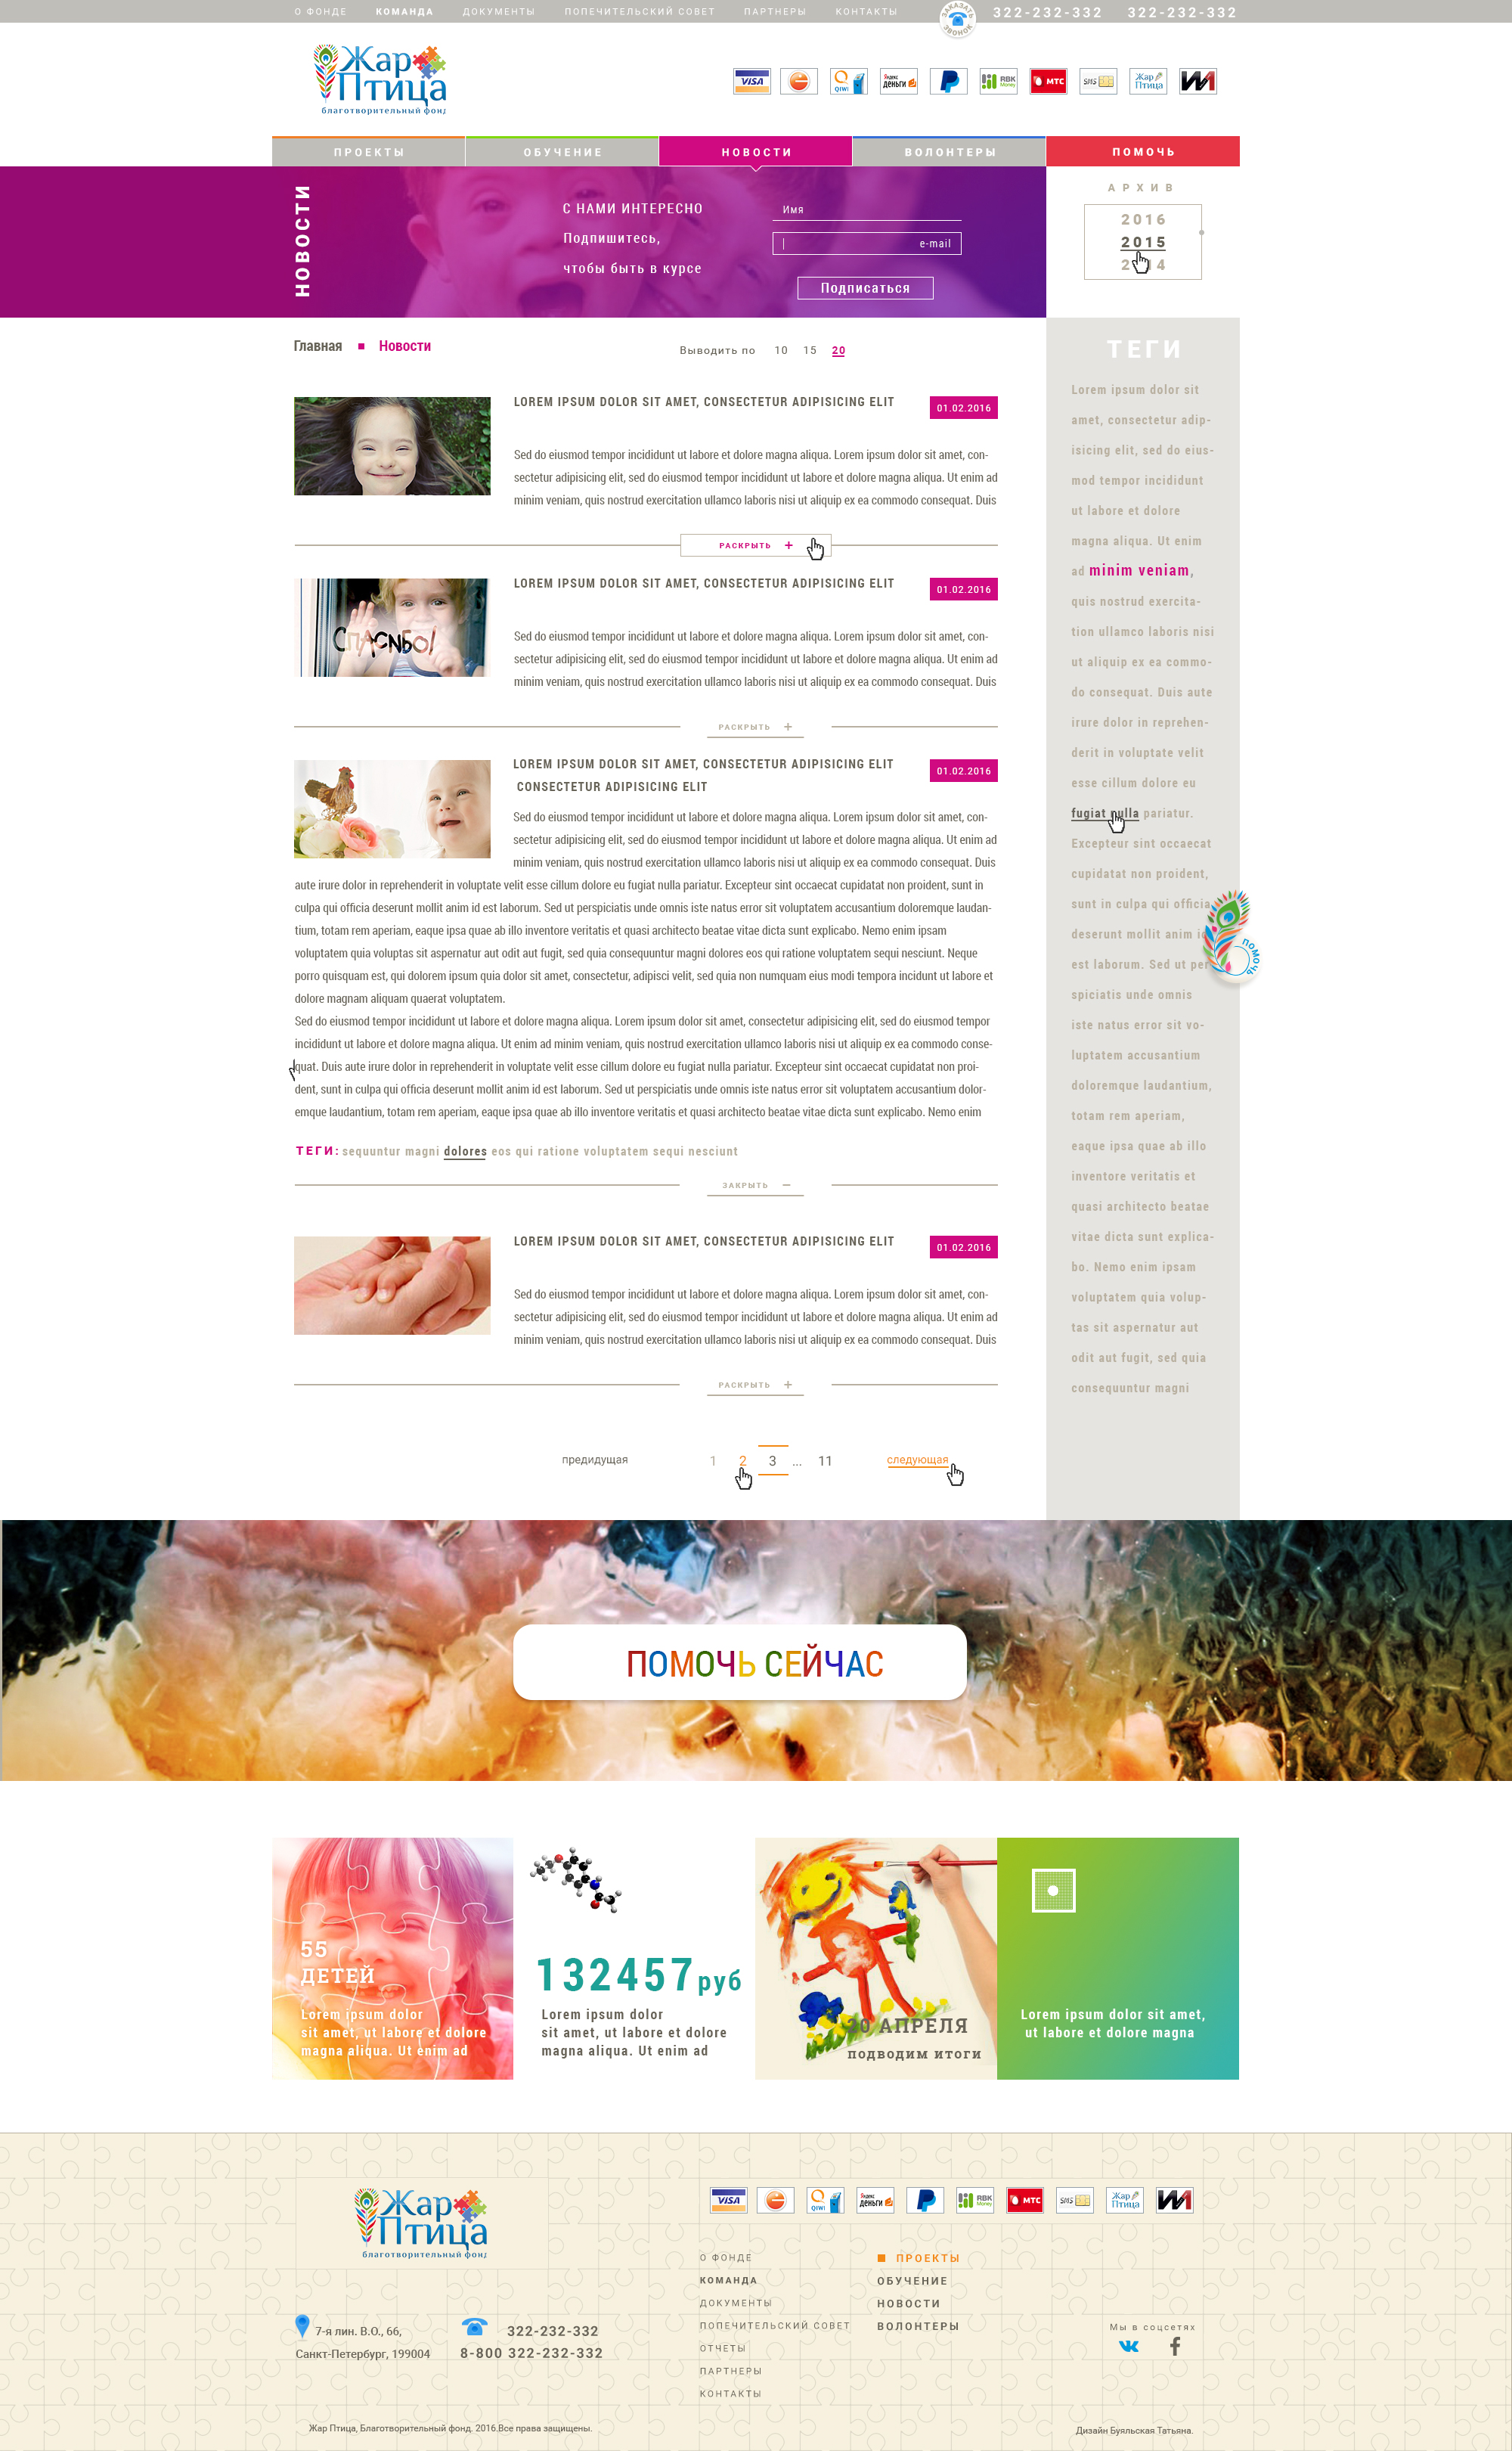 О ФОНДЕ КОМАНДА ДОКУМЕНТЫ ПОПЕЧИТЕЛЬСКИЙ СОВЕТ ПАРТНЕРЫ КОНТАКТЫ ЗАКАЗАТЬ ЗВОНОК 322-232-332 322-232-332
Жар
Птица
благотворительный фонд
VISA QIWI Яндекс деньги RBK Money МТС SMS Жар Птица
ПРОЕКТЫ ОБУЧЕНИЕ НОВОСТИ ВОЛОНТЕРЫ ПОМОЧЬ
НОВОСТИ
С НАМИ ИНТЕРЕСНО
Подпишитесь,
чтобы быть в курсе
Имя
e-mail
Подписаться
АРХИВ
2016
2015
2014
Главная Новости
Выводить по 10 15 20
LOREM IPSUM DOLOR SIT AMET, CONSECTETUR ADIPISICING ELIT
01.02.2016
Sed do eiusmod tempor incididunt ut labore et dolore magna aliqua. Lorem ipsum dolor sit amet, con-
sectetur adipisicing elit, sed do eiusmod tempor incididunt ut labore et dolore magna aliqua. Ut enim ad
minim veniam, quis nostrud exercitation ullamco laboris nisi ut aliquip ex ea commodo consequat. Duis
РАСКРЫТЬ +
СПАСИБО!
LOREM IPSUM DOLOR SIT AMET, CONSECTETUR ADIPISICING ELIT
01.02.2016
Sed do eiusmod tempor incididunt ut labore et dolore magna aliqua. Lorem ipsum dolor sit amet, con-
sectetur adipisicing elit, sed do eiusmod tempor incididunt ut labore et dolore magna aliqua. Ut enim ad
minim veniam, quis nostrud exercitation ullamco laboris nisi ut aliquip ex ea commodo consequat. Duis
РАСКРЫТЬ +
LOREM IPSUM DOLOR SIT AMET, CONSECTETUR ADIPISICING ELIT
CONSECTETUR ADIPISICING ELIT
01.02.2016
Sed do eiusmod tempor incididunt ut labore et dolore magna aliqua. Lorem ipsum dolor sit amet, con-
sectetur adipisicing elit, sed do eiusmod tempor incididunt ut labore et dolore magna aliqua. Ut enim ad
minim veniam, quis nostrud exercitation ullamco laboris nisi ut aliquip ex ea commodo consequat. Duis
aute irure dolor in reprehenderit in voluptate velit esse cillum dolore eu fugiat nulla pariatur. Excepteur sint occaecat cupidatat non proident, sunt in
culpa qui officia deserunt mollit anim id est laborum. Sed ut perspiciatis unde omnis iste natus error sit voluptatem accusantium doloremque laudan-
tium, totam rem aperiam, eaque ipsa quae ab illo inventore veritatis et quasi architecto beatae vitae dicta sunt explicabo. Nemo enim ipsam
voluptatem quia voluptas sit aspernatur aut odit aut fugit, sed quia consequuntur magni dolores eos qui ratione voluptatem sequi nesciunt. Neque
porro quisquam est, qui dolorem ipsum quia dolor sit amet, consectetur, adipisci velit, sed quia non numquam eius modi tempora incidunt ut labore et
dolore magnam aliquam quaerat voluptatem.
Sed do eiusmod tempor incididunt ut labore et dolore magna aliqua. Lorem ipsum dolor sit amet, consectetur adipisicing elit, sed do eiusmod tempor
incididunt ut labore et dolore magna aliqua. Ut enim ad minim veniam, quis nostrud exercitation ullamco laboris nisi ut aliquip ex ea commodo conse-
quat. Duis aute irure dolor in reprehenderit in voluptate velit esse cillum dolore eu fugiat nulla pariatur. Excepteur sint occaecat cupidatat non proi-
dent, sunt in culpa qui officia deserunt mollit anim id est laborum. Sed ut perspiciatis unde omnis iste natus error sit voluptatem accusantium dolor-
emque laudantium, totam rem aperiam, eaque ipsa quae ab illo inventore veritatis et quasi architecto beatae vitae dicta sunt explicabo. Nemo enim
ТЕГИ: sequuntur magni dolores eos qui ratione voluptatem sequi nesciunt
ЗАКРЫТЬ −
LOREM IPSUM DOLOR SIT AMET, CONSECTETUR ADIPISICING ELIT
01.02.2016
Sed do eiusmod tempor incididunt ut labore et dolore magna aliqua. Lorem ipsum dolor sit amet, con-
sectetur adipisicing elit, sed do eiusmod tempor incididunt ut labore et dolore magna aliqua. Ut enim ad
minim veniam, quis nostrud exercitation ullamco laboris nisi ut aliquip ex ea commodo consequat. Duis
РАСКРЫТЬ +
предидущая 1 2 3 ... 11 следующая
ТЕГИ
Lorem ipsum dolor sit
amet, consectetur adip-
isicing elit, sed do eius-
mod tempor incididunt
ut labore et dolore
magna aliqua. Ut enim
ad minim veniam,
quis nostrud exercita-
tion ullamco laboris nisi
ut aliquip ex ea commo-
do consequat. Duis aute
irure dolor in reprehen-
derit in voluptate velit
esse cillum dolore eu
fugiat nulla pariatur.
Excepteur sint occaecat
cupidatat non proident,
sunt in culpa qui officia
deserunt mollit anim id
est laborum. Sed ut per
spiciatis unde omnis
iste natus error sit vo-
luptatem accusantium
doloremque laudantium,
totam rem aperiam,
eaque ipsa quae ab illo
inventore veritatis et
quasi architecto beatae
vitae dicta sunt explica-
bo. Nemo enim ipsam
voluptatem quia volup-
tas sit aspernatur aut
odit aut fugit, sed quia
consequuntur magni
ПОМОЧЬ
ПОМОЧЬ СЕЙЧАС
55
ДЕТЕЙ
Lorem ipsum dolor
sit amet, ut labore et dolore
magna aliqua. Ut enim ad
132457руб
Lorem ipsum dolor
sit amet, ut labore et dolore
magna aliqua. Ut enim ad
30 АПРЕЛЯ
подводим итоги
Lorem ipsum dolor sit amet,
ut labore et dolore magna
Жар
Птица
благотворительный фонд
VISA QIWI Яндекс деньги RBK Money МТС SMS Жар Птица
О ФОНДЕ
КОМАНДА
ДОКУМЕНТЫ
ПОПЕЧИТЕЛЬСКИЙ СОВЕТ
ОТЧЕТЫ
ПАРТНЕРЫ
КОНТАКТЫ
ПРОЕКТЫ
ОБУЧЕНИЕ
НОВОСТИ
ВОЛОНТЕРЫ
7-я лин. В.О., 66,
Санкт-Петербург, 199004
322-232-332
8-800 322-232-332
Мы в соцсетях
Жар Птица, Благотворительный фонд. 2016.Все права защищены.
Дизайн Буяльская Татьяна.